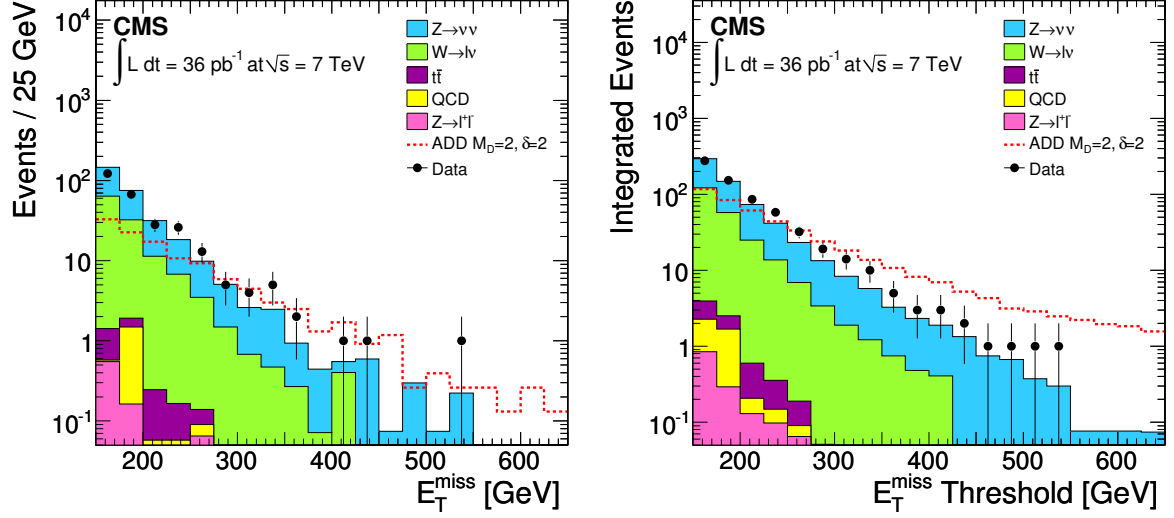 CMS
∫ L dt = 36 pb⁻¹ at √s = 7 TeV
Z→νν
W→lν
tt̄
QCD
Z→l⁺l⁻
ADD M_D=2, δ=2
Data
Events / 25 GeV
10⁴
10³
10²
10
1
10⁻¹
200 300 400 500 600
E_T^miss [GeV]
CMS
∫ L dt = 36 pb⁻¹ at √s = 7 TeV
Z→νν
W→lν
tt̄
QCD
Z→l⁺l⁻
ADD M_D=2, δ=2
Data
Integrated Events
10⁴
10³
10²
10
1
10⁻¹
200 300 400 500 600
E_T^miss Threshold [GeV]